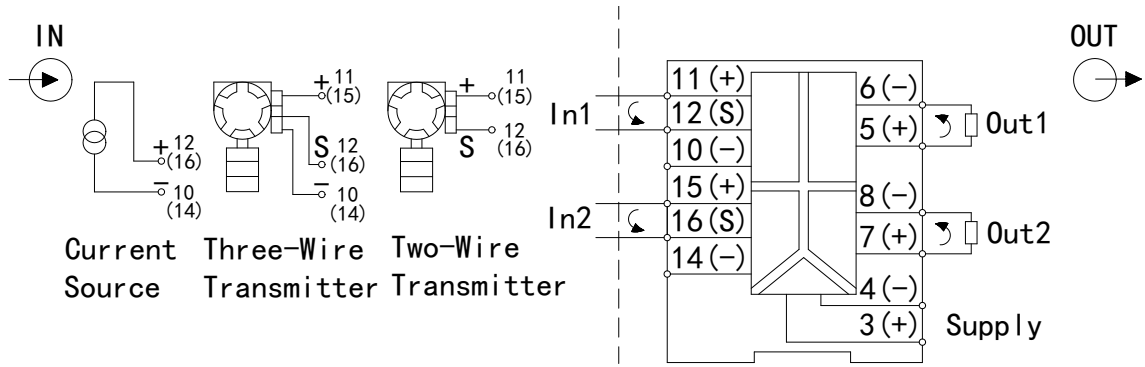 IN
+ 12
(16)
− 10
(14)
Current
Source
+ 11
(15)
S 12
(16)
− 10
(14)
Three-Wire
Transmitter
+ 11
(15)
S 12
(16)
Two-Wire
Transmitter
In1
In2
11(+)
12(S)
10(−)
15(+)
16(S)
14(−)
6(−)
5(+)
8(−)
7(+)
4(−)
3(+)
Out1
Out2
Supply
OUT